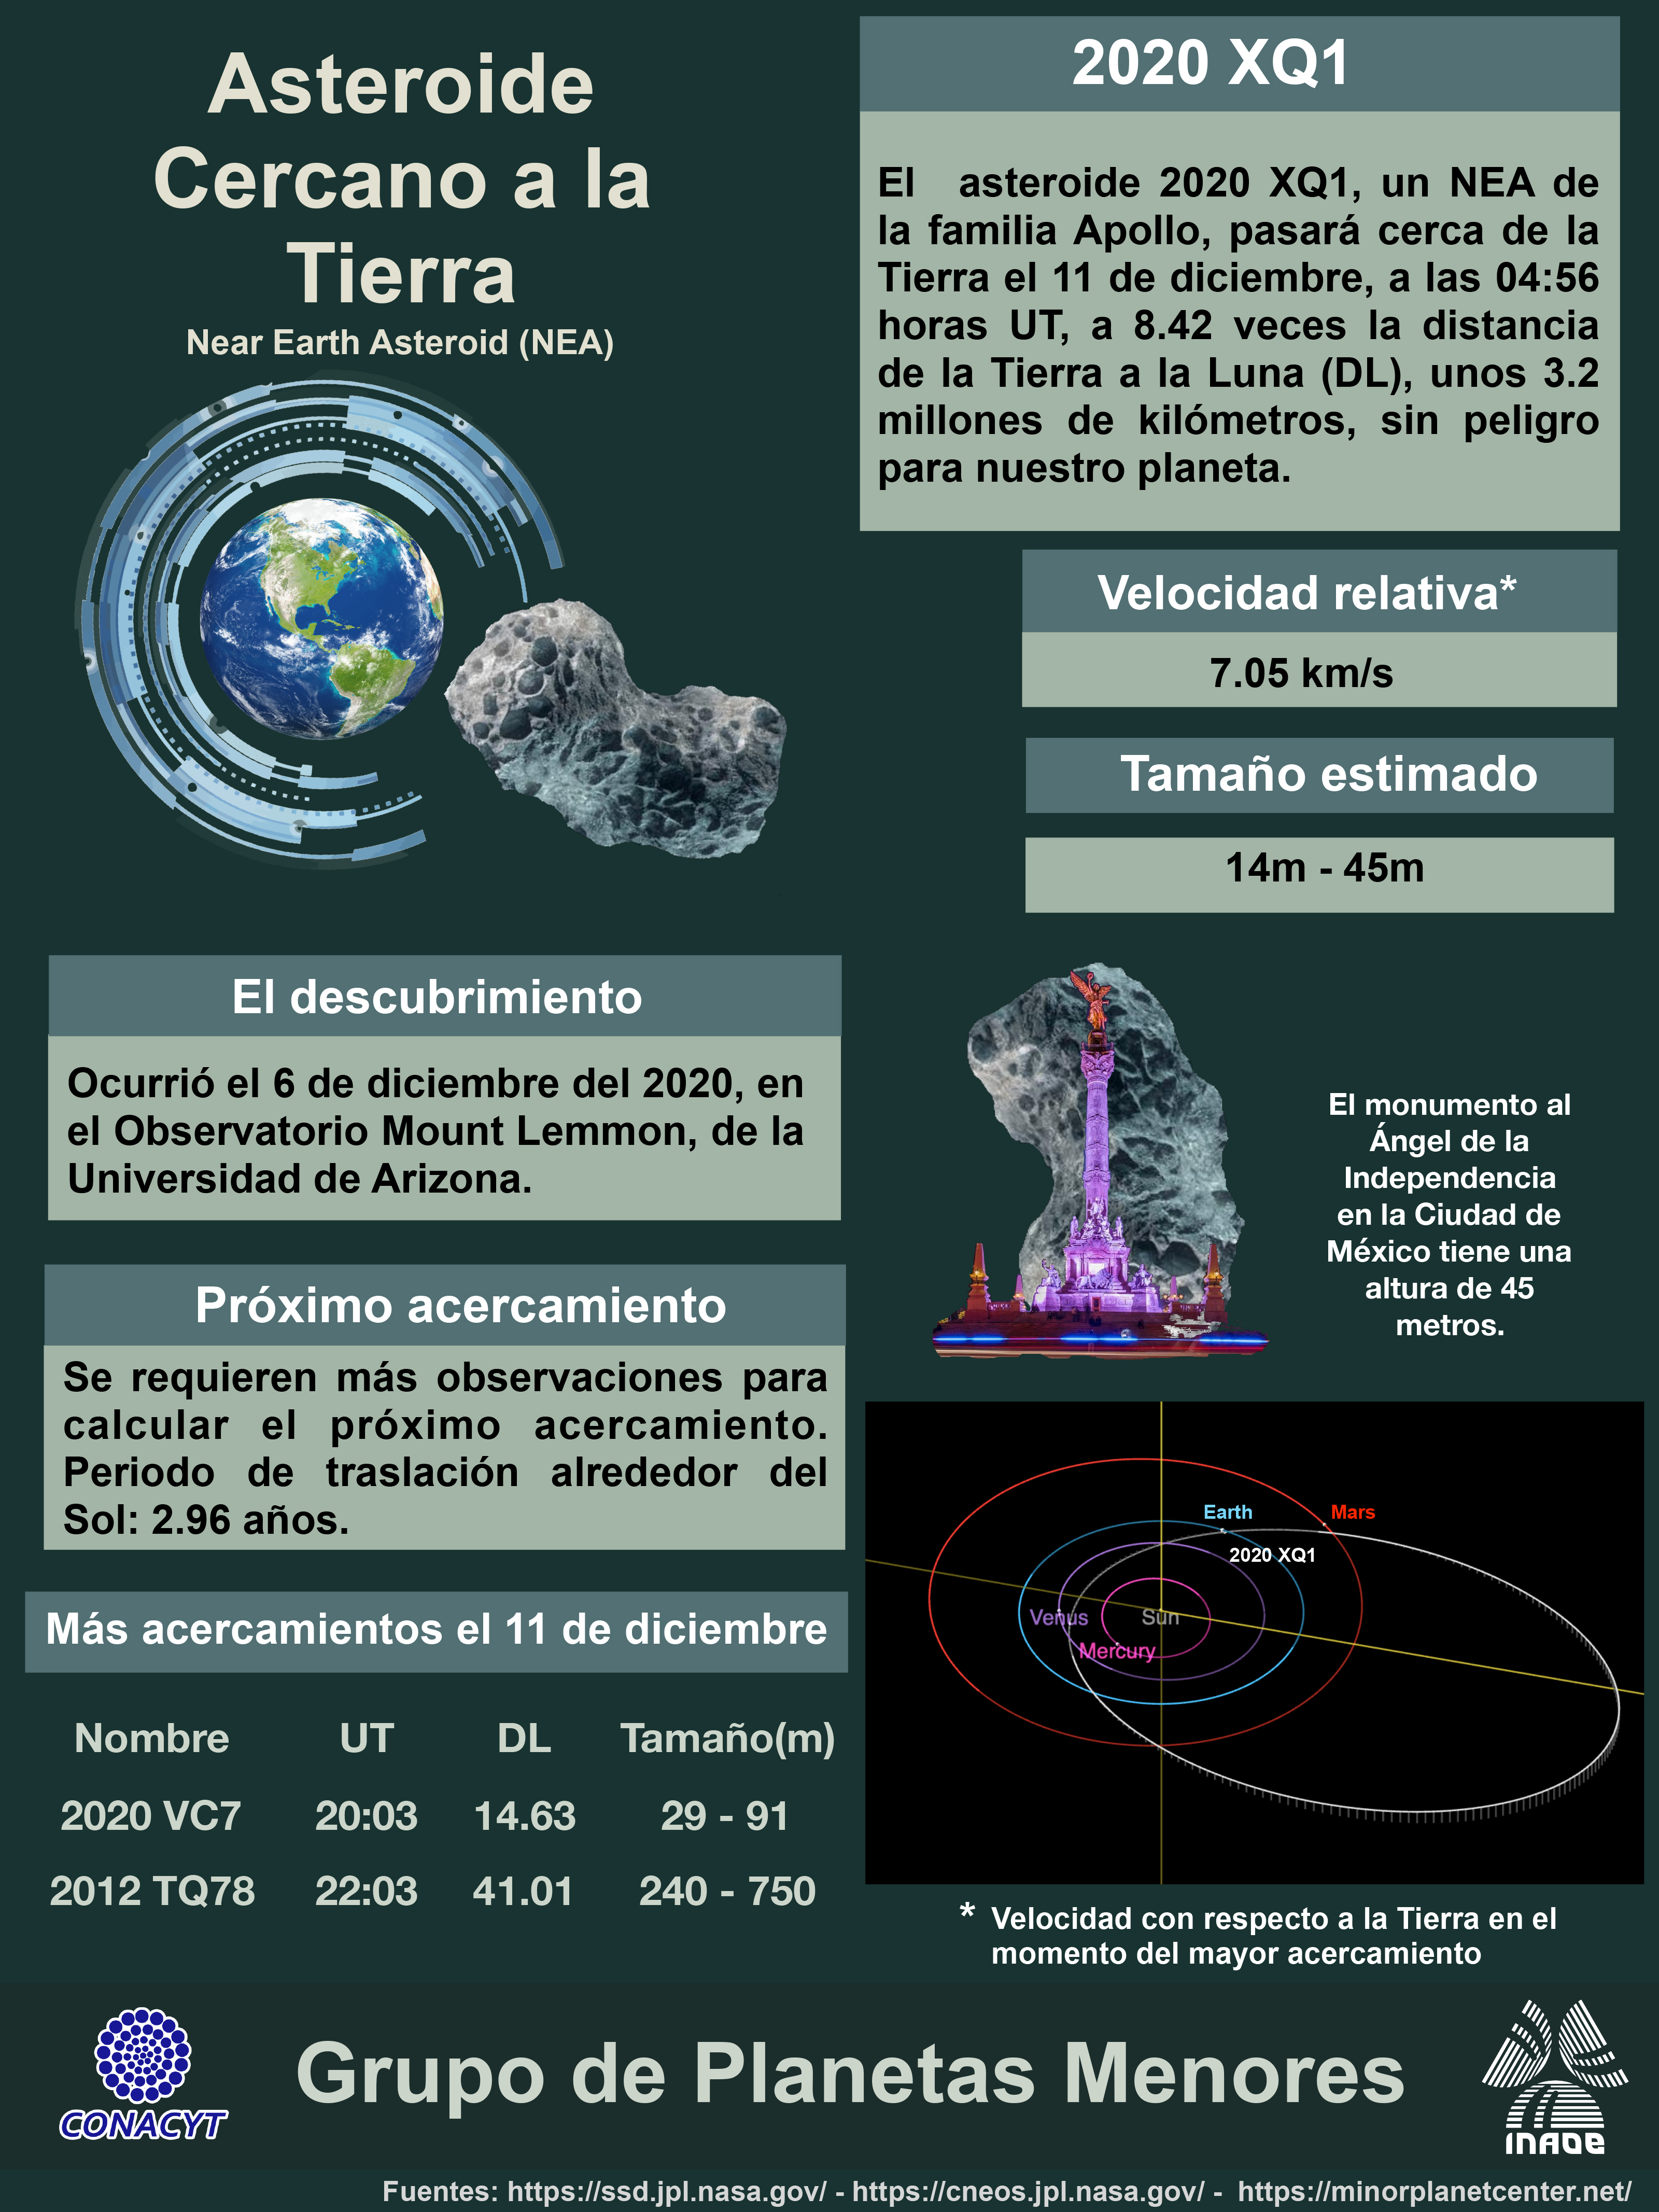 Asteroide
Cercano a la
Tierra
Near Earth Asteroid (NEA)
2020 XQ1
El asteroide 2020 XQ1, un NEA de
la familia Apollo, pasará cerca de la
Tierra el 11 de diciembre, a las 04:56
horas UT, a 8.42 veces la distancia
de la Tierra a la Luna (DL), unos 3.2
millones de kilómetros, sin peligro
para nuestro planeta.
Velocidad relativa*
7.05 km/s
Tamaño estimado
14m - 45m
El descubrimiento
Ocurrió el 6 de diciembre del 2020, en
el Observatorio Mount Lemmon, de la
Universidad de Arizona.
El monumento al
Ángel de la
Independencia
en la Ciudad de
México tiene una
altura de 45
metros.
Próximo acercamiento
Se requieren más observaciones para
calcular el próximo acercamiento.
Periodo de traslación alrededor del
Sol: 2.96 años.
Earth
Mars
2020 XQ1
Venus
Sun
Mercury
Más acercamientos el 11 de diciembre
Nombre UT DL Tamaño(m)
2020 VC7 20:03 14.63 29 - 91
2012 TQ78 22:03 41.01 240 - 750
* Velocidad con respecto a la Tierra en el
momento del mayor acercamiento
CONACYT
Grupo de Planetas Menores
INAOE
Fuentes: https://ssd.jpl.nasa.gov/ - https://cneos.jpl.nasa.gov/ - https://minorplanetcenter.net/